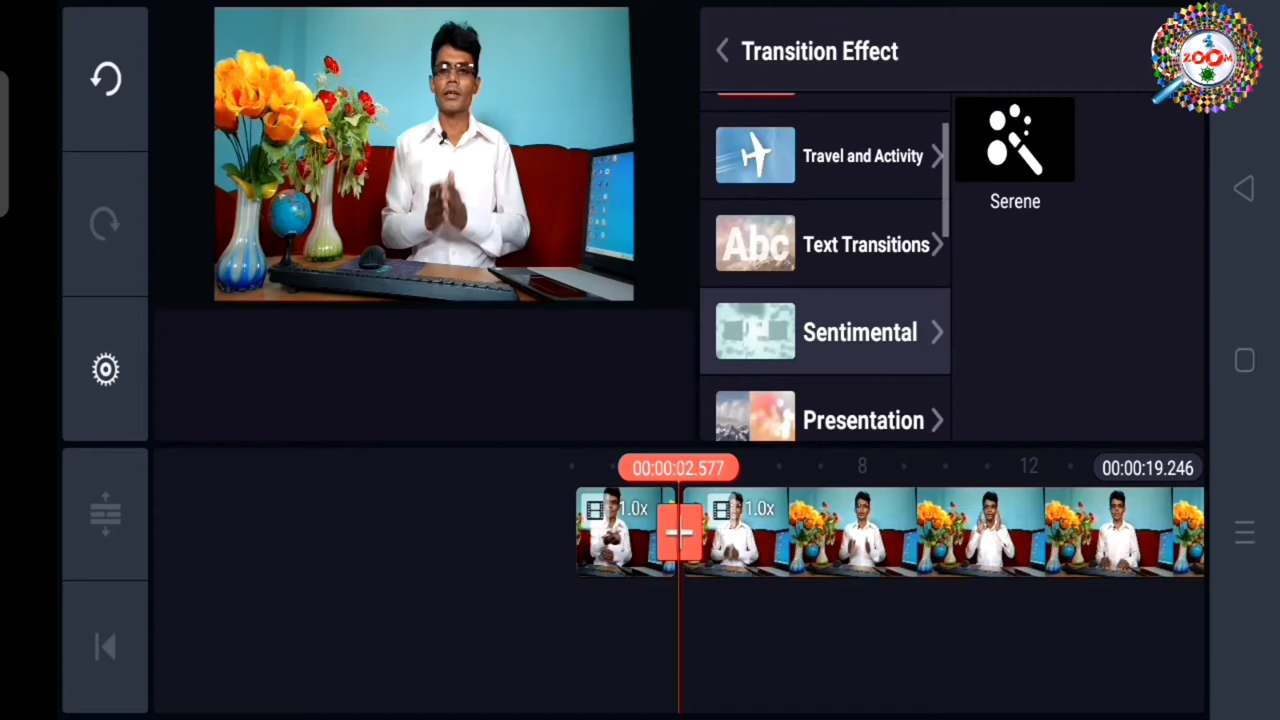 Transition Effect
ZOOM
Travel and Activity
Serene
Abc
Text Transitions
Sentimental
Presentation
00:00:02.577
8
12
00:00:19.246
1.0x
1.0x